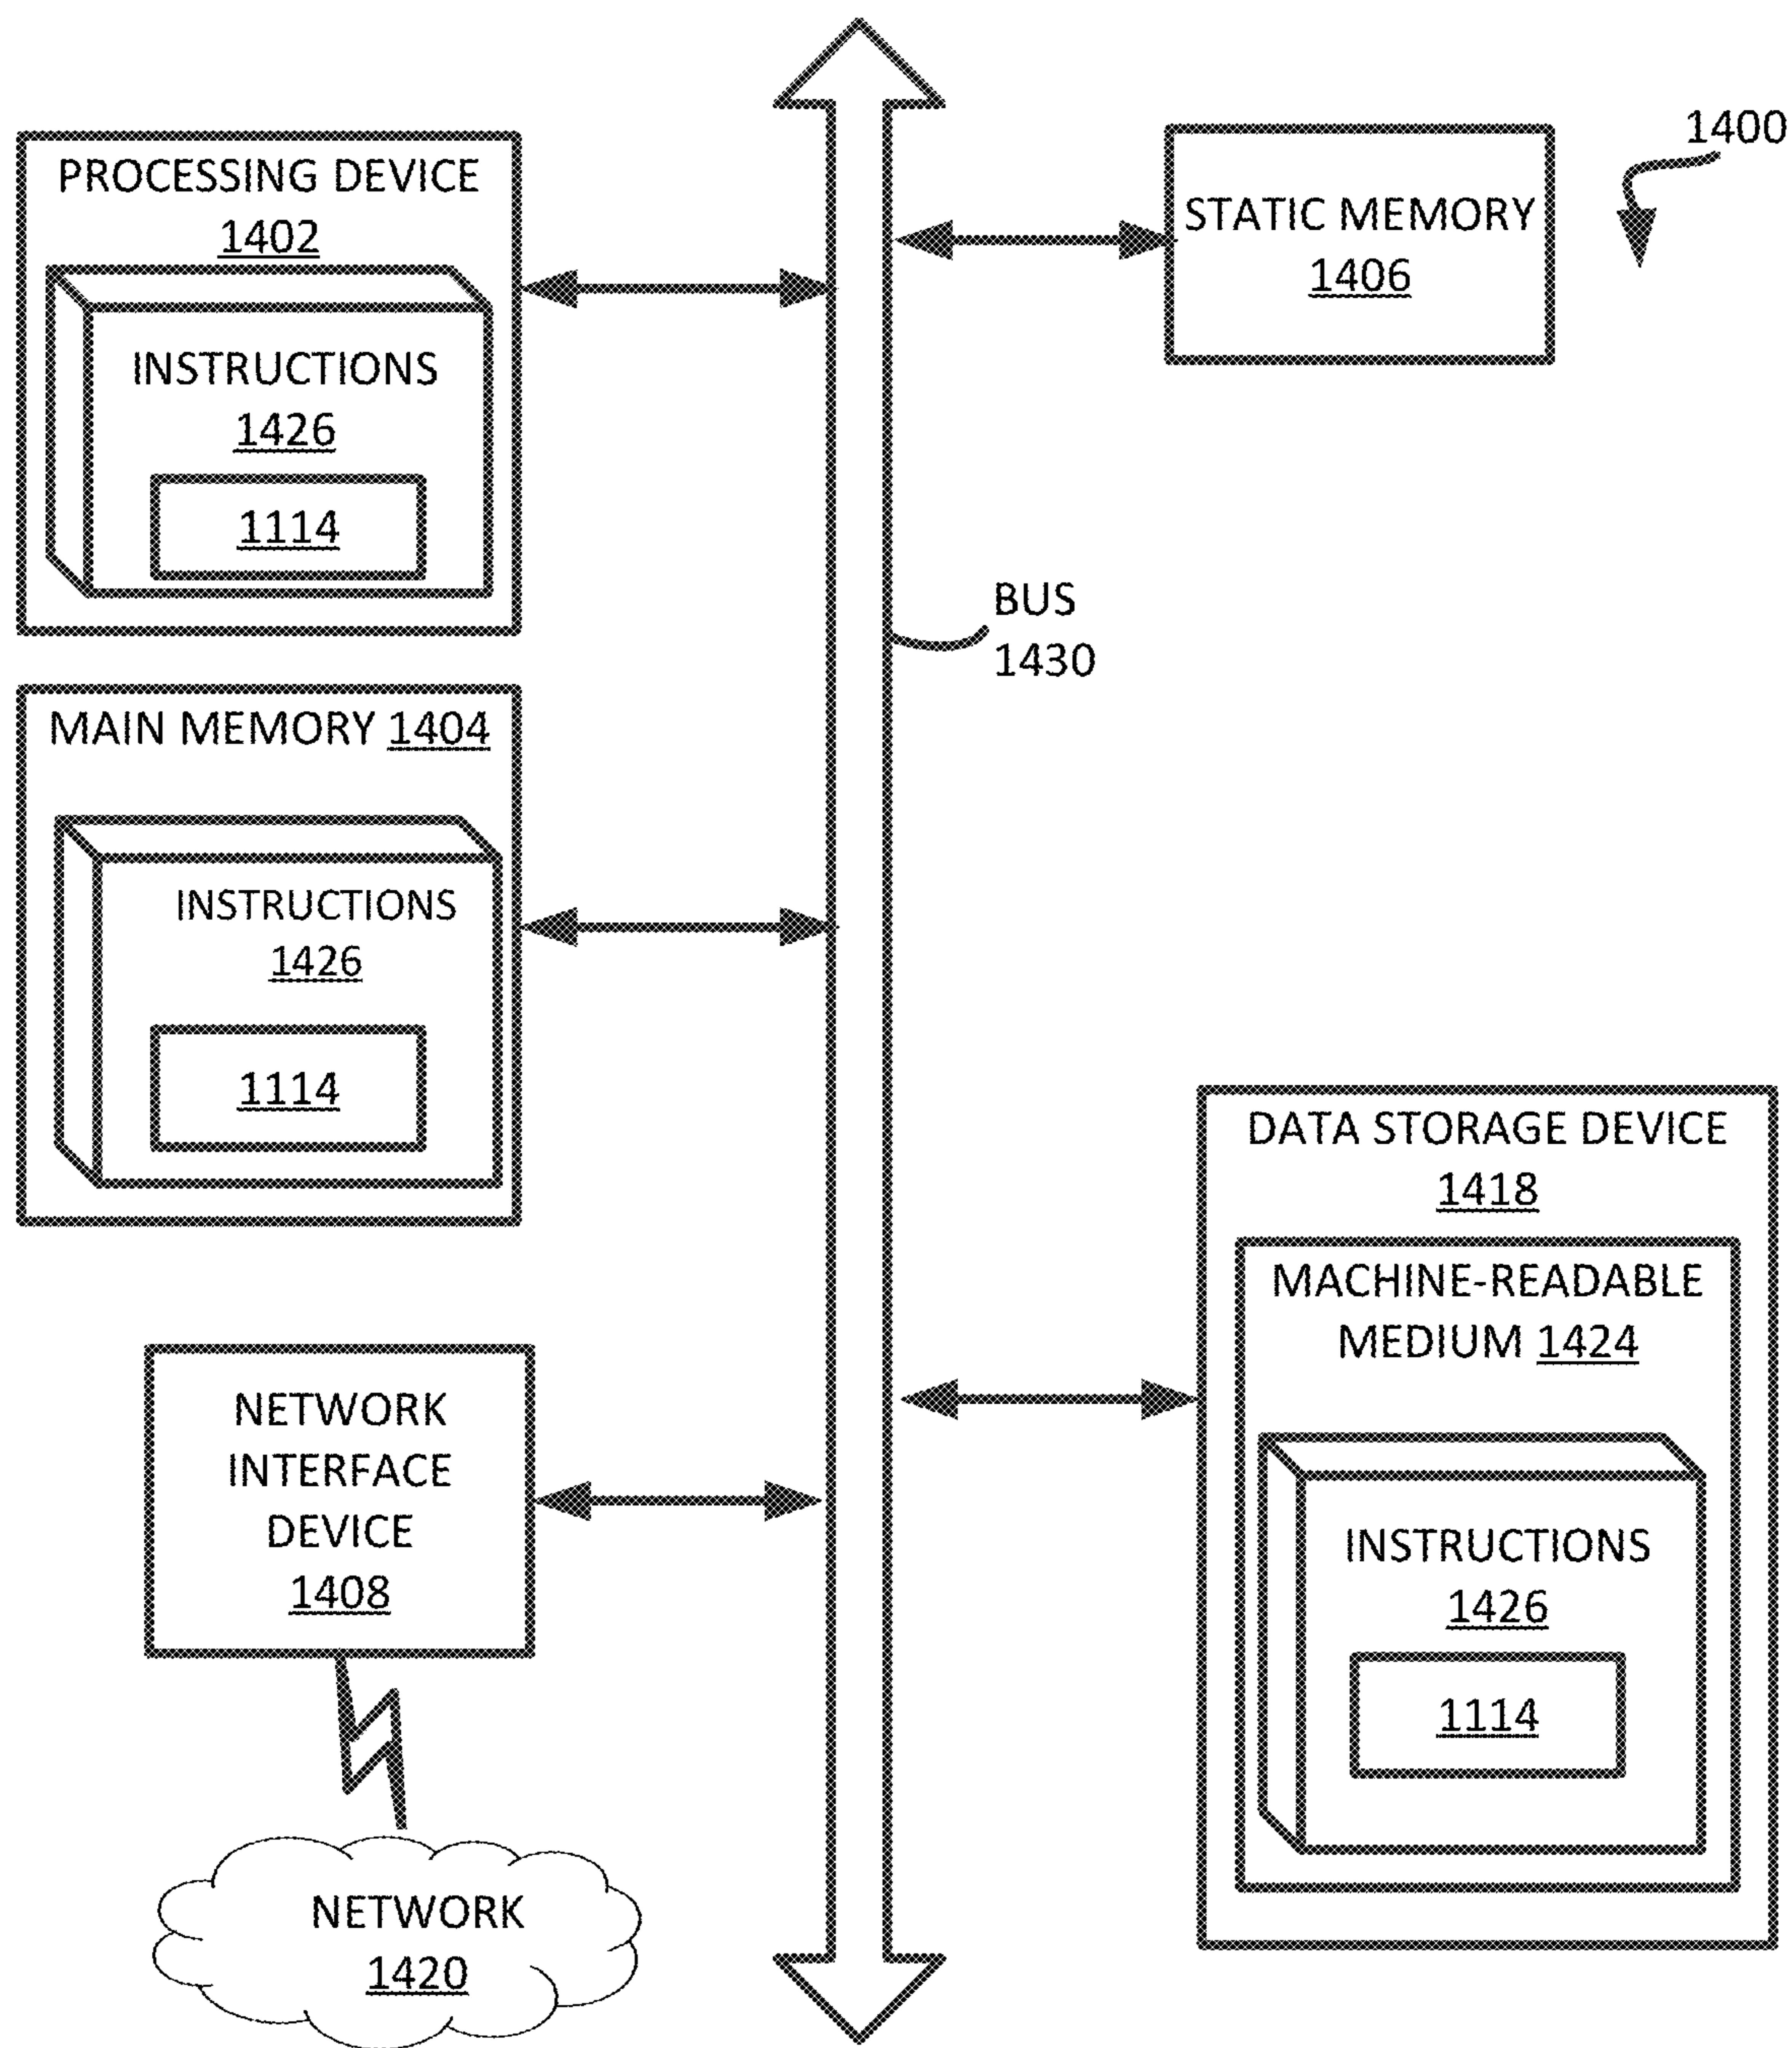 PROCESSING DEVICE
1402
INSTRUCTIONS
1426
1114
MAIN MEMORY 1404
INSTRUCTIONS
1426
1114
NETWORK
INTERFACE
DEVICE
1408
NETWORK
1420
BUS
1430
STATIC MEMORY
1406
1400
DATA STORAGE DEVICE
1418
MACHINE-READABLE
MEDIUM 1424
INSTRUCTIONS
1426
1114